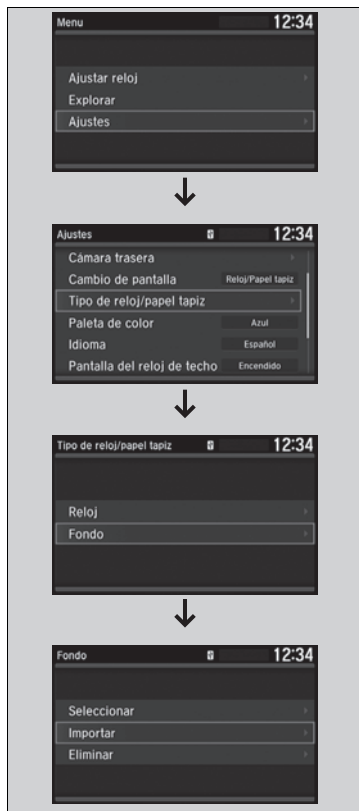 Menu 12:34
Ajustar reloj
Explorar
Ajustes
Ajustes 12:34
Cámara trasera
Cambio de pantalla Reloj/Papel tapiz
Tipo de reloj/papel tapiz
Paleta de color Azul
Idioma Español
Pantalla del reloj de techo Encendido
Tipo de reloj/papel tapiz 12:34
Reloj
Fondo
Fondo 12:34
Seleccionar
Importar
Eliminar